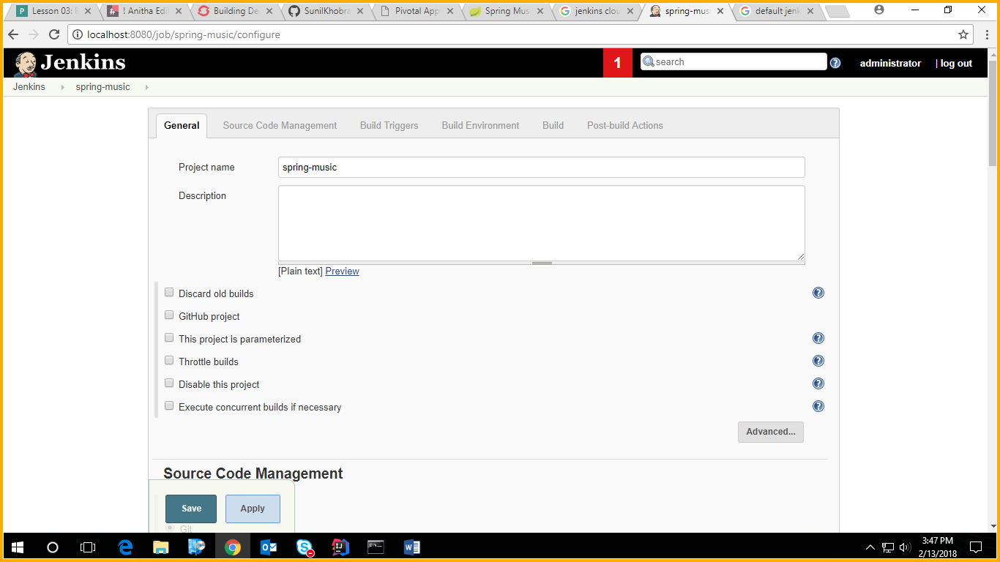 Lesson 03: F
! Anitha Edi
Building De
SunilKhobra
Pivotal App
Spring Mus
jenkins clou
spring-mus
default jenk
localhost:8080/job/spring-music/configure
Jenkins
1
search
administrator
| log out
Jenkins
spring-music
General
Source Code Management
Build Triggers
Build Environment
Build
Post-build Actions
Project name
spring-music
Description
[Plain text] Preview
Discard old builds
GitHub project
This project is parameterized
Throttle builds
Disable this project
Execute concurrent builds if necessary
Advanced...
Source Code Management
Save
Apply
Git
3:47 PM
2/13/2018